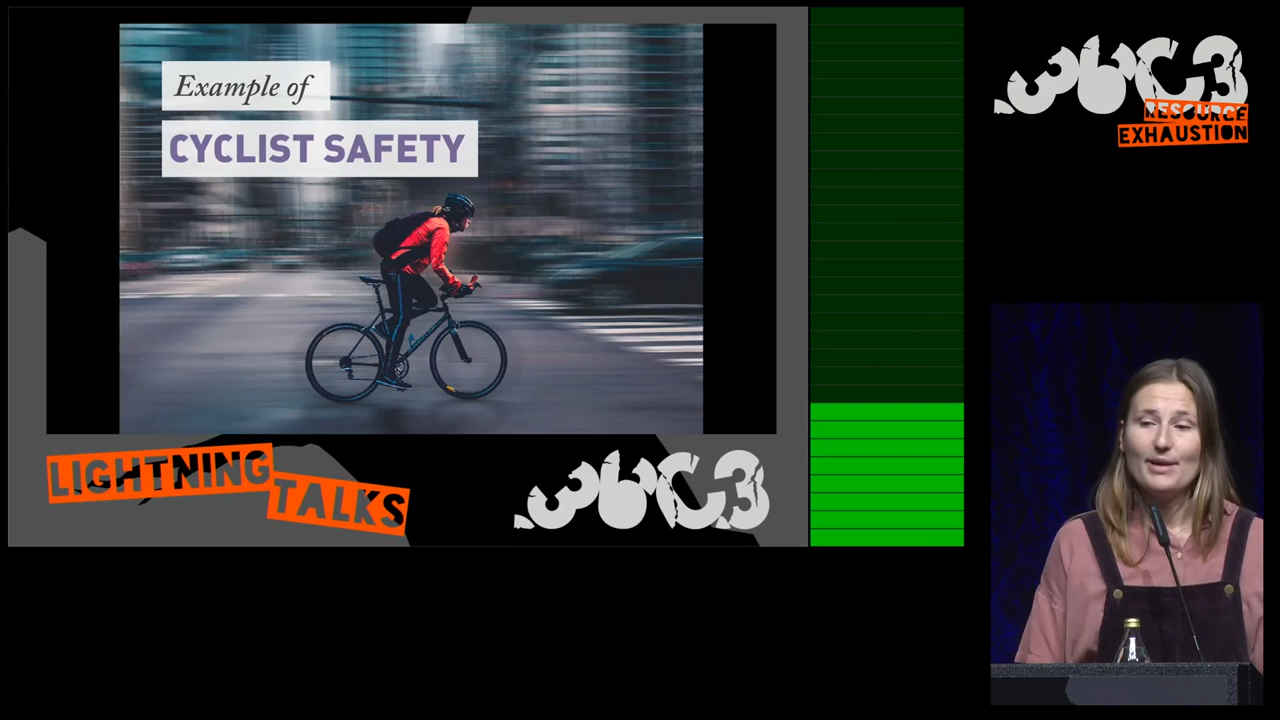 Example of
CYCLIST SAFETY
LIGHTNING
TALKS
36C3
36C3
RESOURCE
EXHAUSTION